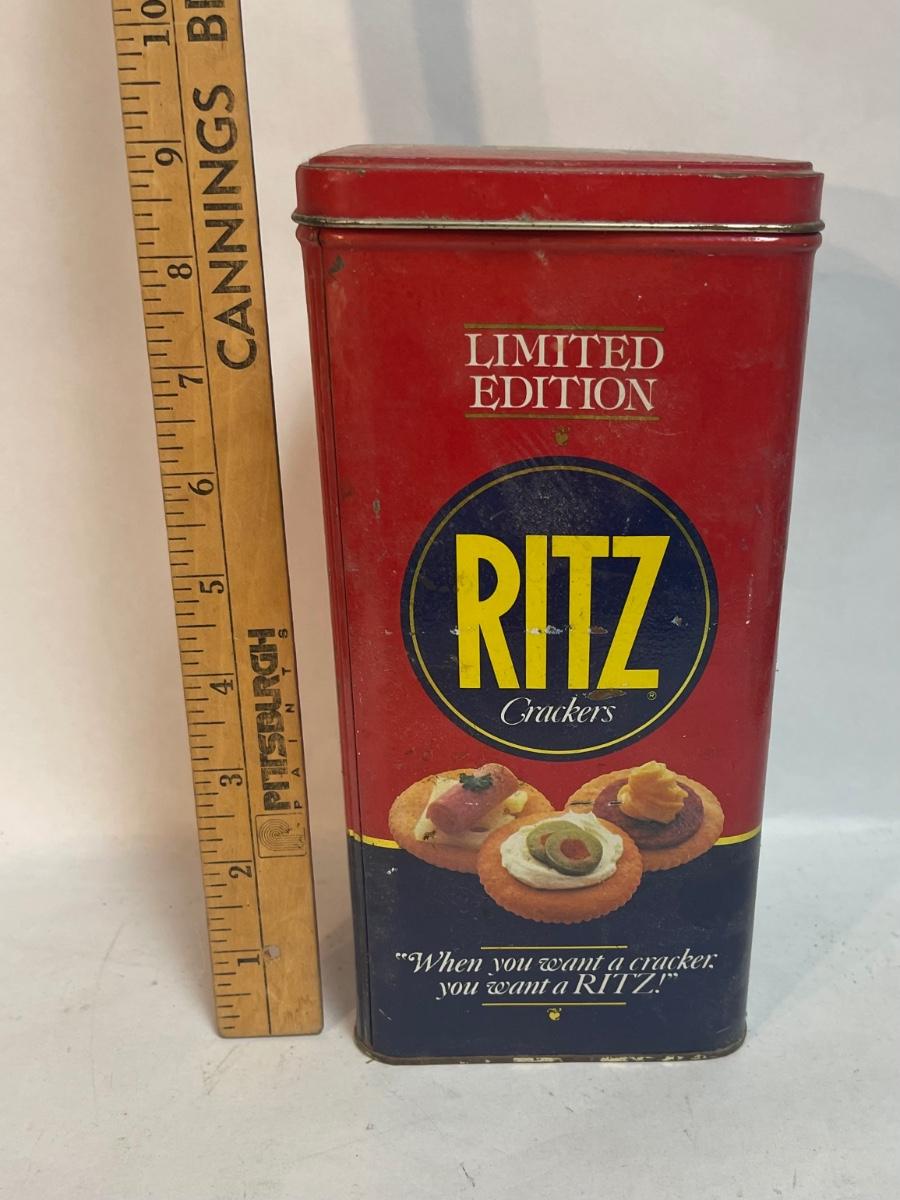 LIMITED
EDITION
RITZ
®
Crackers
"When you want a cracker,
you want a RITZ!"
10
9
8
7
6
5
4
3
2
1
CANNINGS
PITTSBURGH
PAINTS